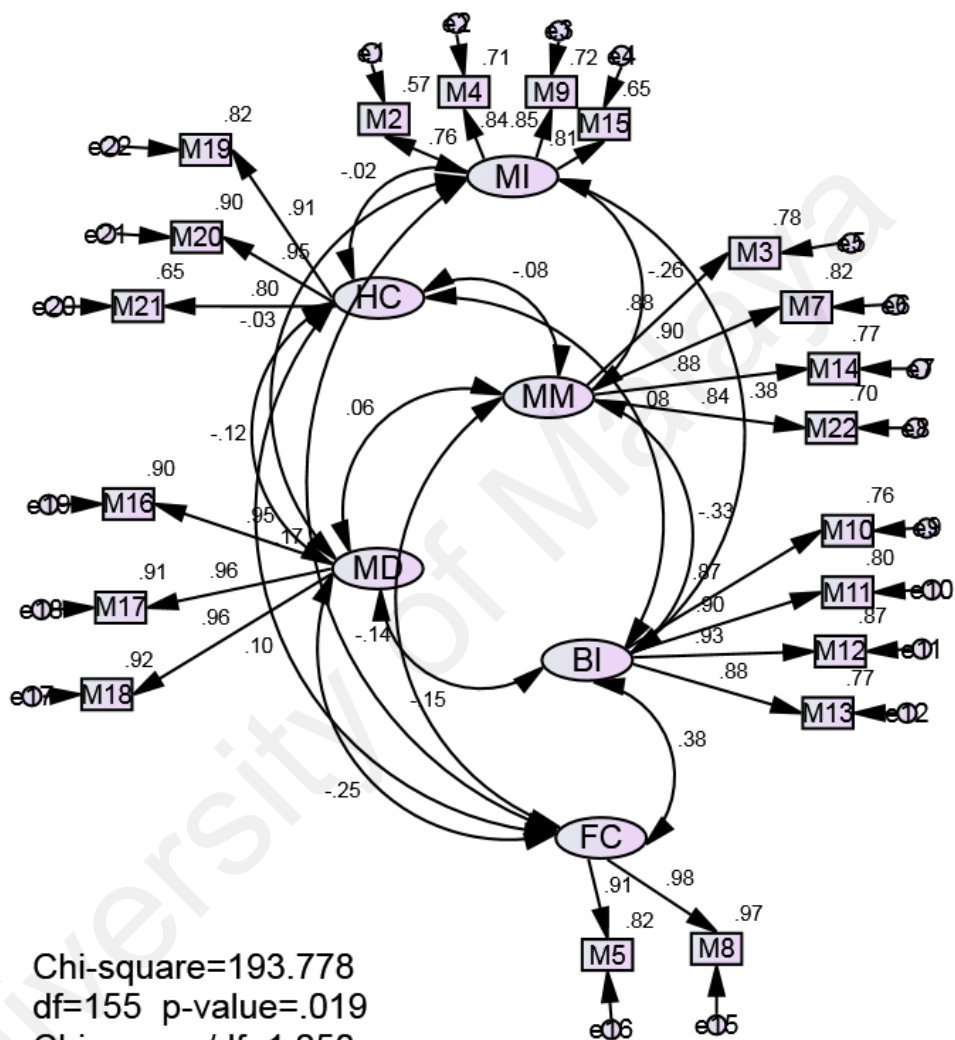 e2
e3
e1
.71
.72
e4
.57
M4
M9
.65
M2
M15
.82
.84
.85
.76
.81
e22
M19
MI
-.02
.90
.91
.78
e21
M20
M3
e5
.65
.95
-.08
-.26
.82
e20
M21
.80
HC
.88
M7
e6
-.03
.90
.77
.88
M14
e7
MM
.08
.84
.38
.70
.06
M22
e8
-.12
.90
.76
e19
M16
.95
-.33
M10
e9
.17
.80
.91
.96
MD
.87
M11
e10
e18
M17
.90
.87
.96
-.14
.93
M12
e11
.92
.10
BI
.88
.77
e17
M18
-.15
M13
e12
.38
-.25
FC
.91
.98
.82
.97
M5
M8
e16
e15
Chi-square=193.778
df=155 p-value=.019
University of Malaya